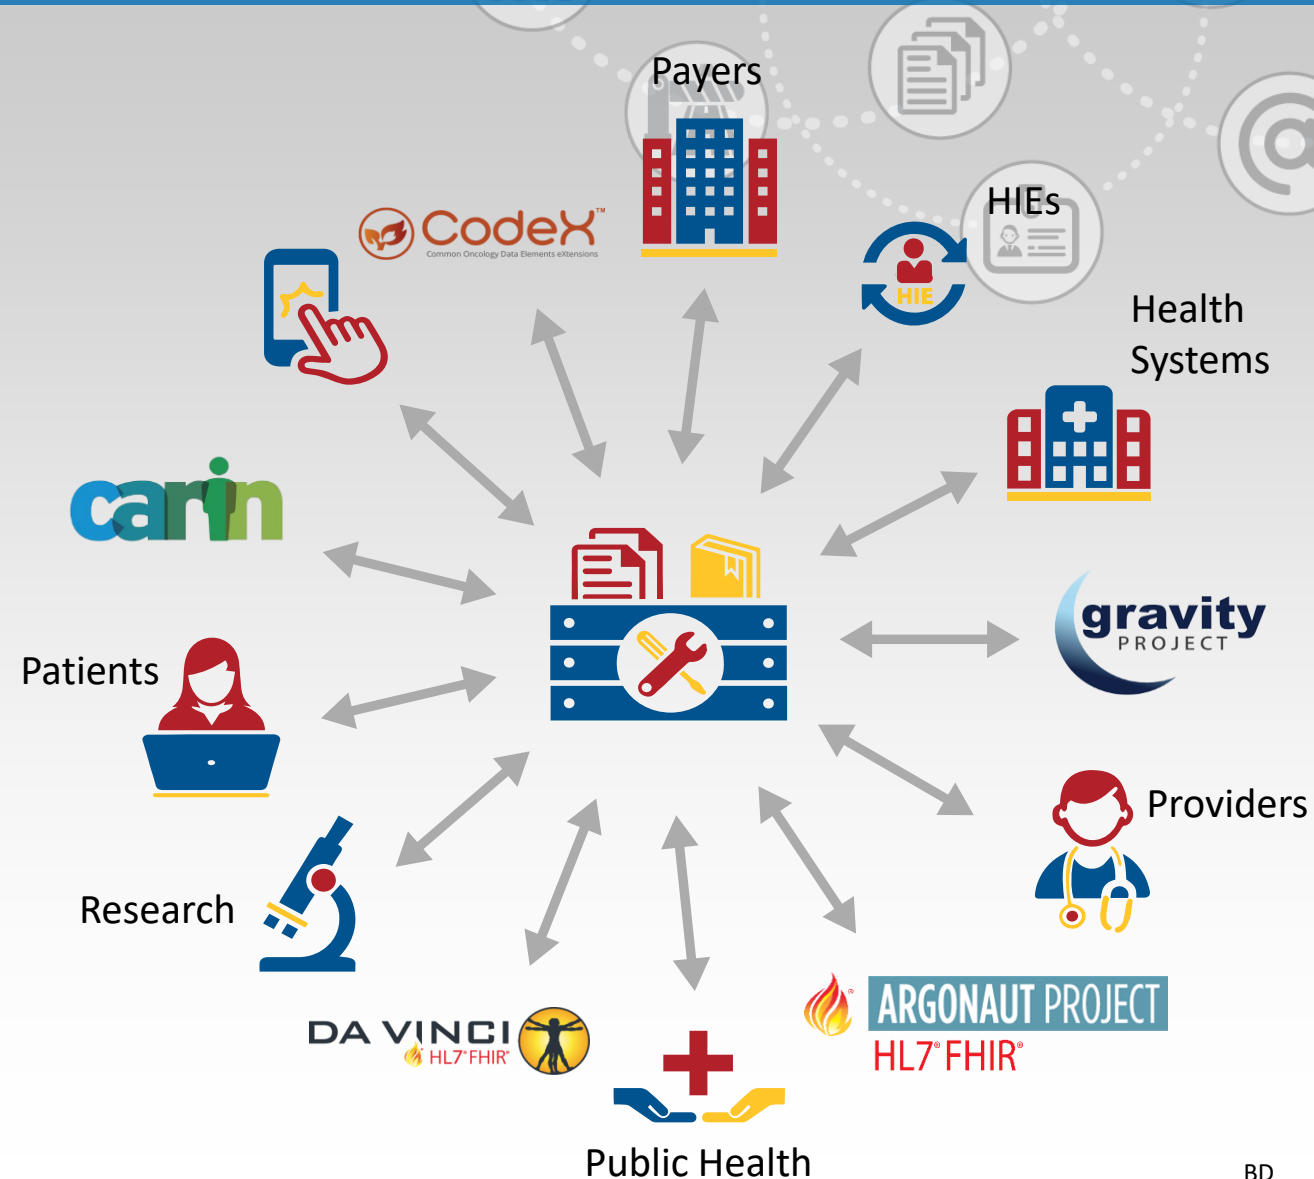 Payers
CodeX™
Common Oncology Data Elements eXtensions
HIEs
HIE
Health
Systems
carin
gravity
PROJECT
Patients
Providers
Research
DA VINCI
HL7® FHIR®
ARGONAUT PROJECT
HL7® FHIR®
Public Health
BD